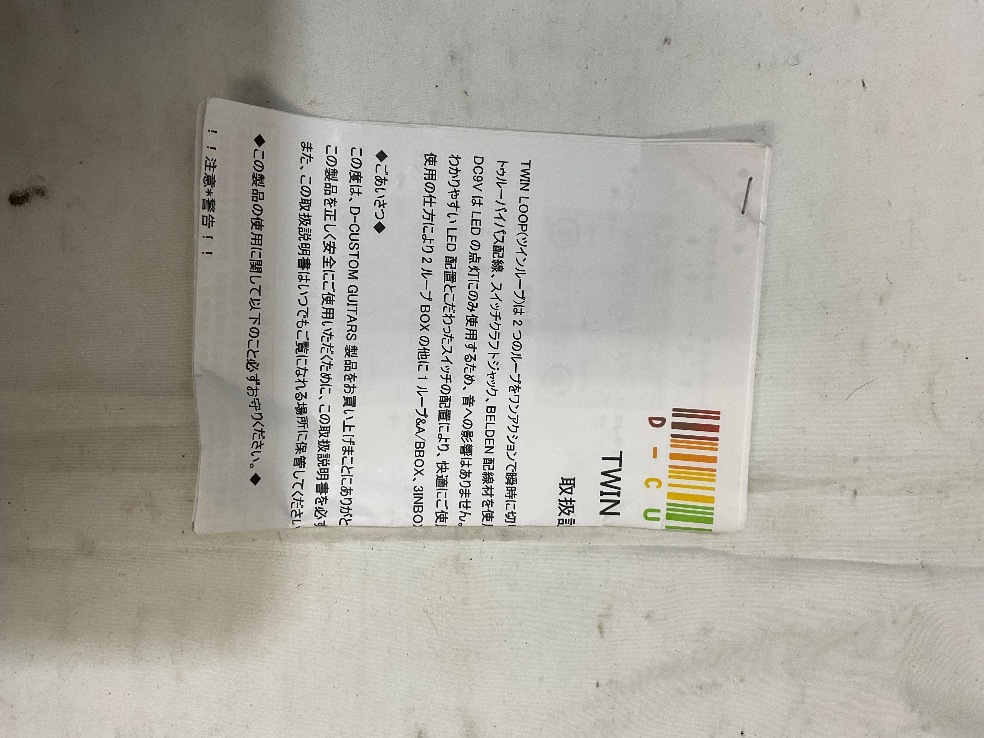 D-CU
TWIN
取扱説
TWIN LOOP(ツインループ)は 2 つのループをワンアクションで瞬時に切
トゥルーバイパス配線、スイッチクラフトジャック、BELDEN 配線材を使用
DC9V は LED の点灯にのみ使用するため、音への影響はありません。
わかりやすい LED 配置とこだわったスイッチの配置により、快適にご使用
使用の仕方により 2 ループ BOX の他に 1 ループ&A/BBOX、3INBO
◆ごあいさつ◆
この度は、D-CUSTOM GUITARS 製品をお買い上げまことにありがと
この製品を正しく安全にご使用いただくために、この取扱説明書を必ず
また、この取扱説明書はいつでもご覧になれる場所に保管してください
◆この製品の使用に関して以下のこと必ずお守りください。◆
!!注意*警告!!